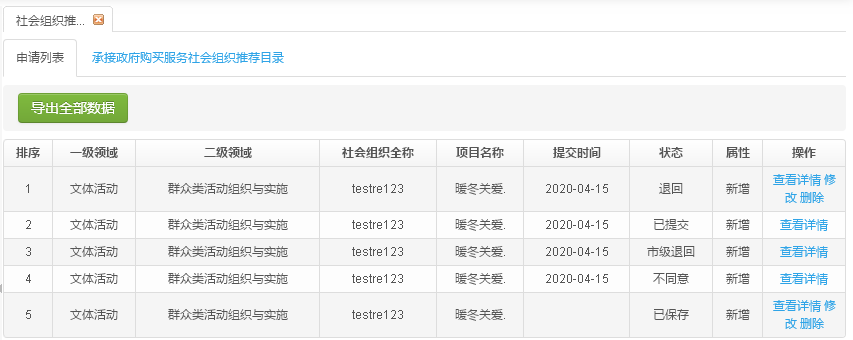 社会组织推...
申请列表 承接政府购买服务社会组织推荐目录
导出全部数据
排序 一级领域 二级领域 社会组织全称 项目名称 提交时间 状态 属性 操作
1 文体活动 群众类活动组织与实施 testre123 暖冬关爱. 2020-04-15 退回 新增 查看详情 修
改 删除
2 文体活动 群众类活动组织与实施 testre123 暖冬关爱. 2020-04-15 已提交 新增 查看详情
3 文体活动 群众类活动组织与实施 testre123 暖冬关爱. 2020-04-15 市级退回 新增 查看详情
4 文体活动 群众类活动组织与实施 testre123 暖冬关爱. 2020-04-15 不同意 新增 查看详情
5 文体活动 群众类活动组织与实施 testre123 暖冬关爱. 已保存 新增 查看详情 修
改 删除